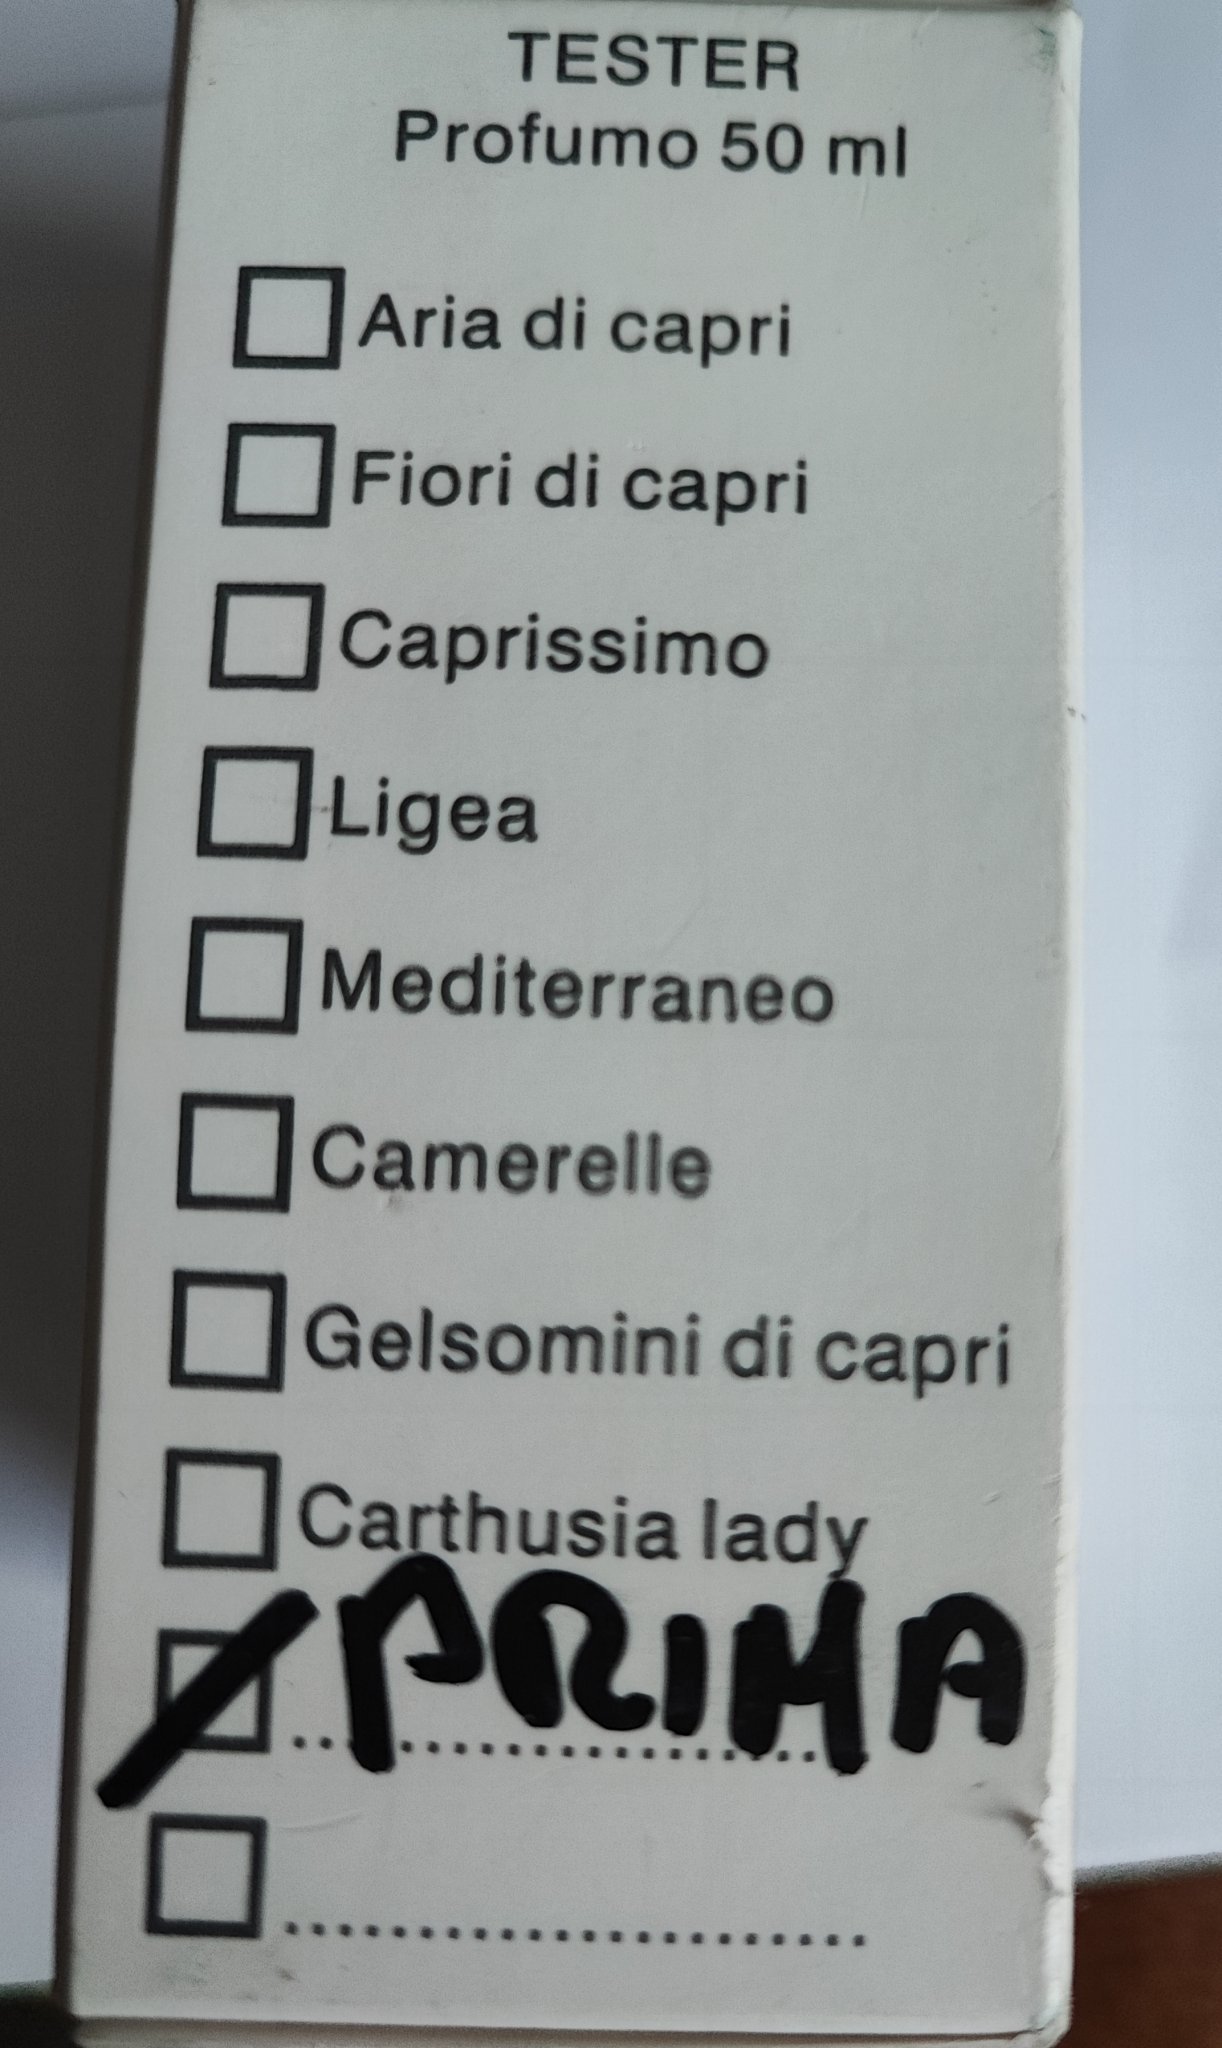 TESTER
Profumo 50 ml
Aria di capri
Fiori di capri
Caprissimo
Ligea
Mediterraneo
Camerelle
Gelsomini di capri
Carthusia lady
PRIMA